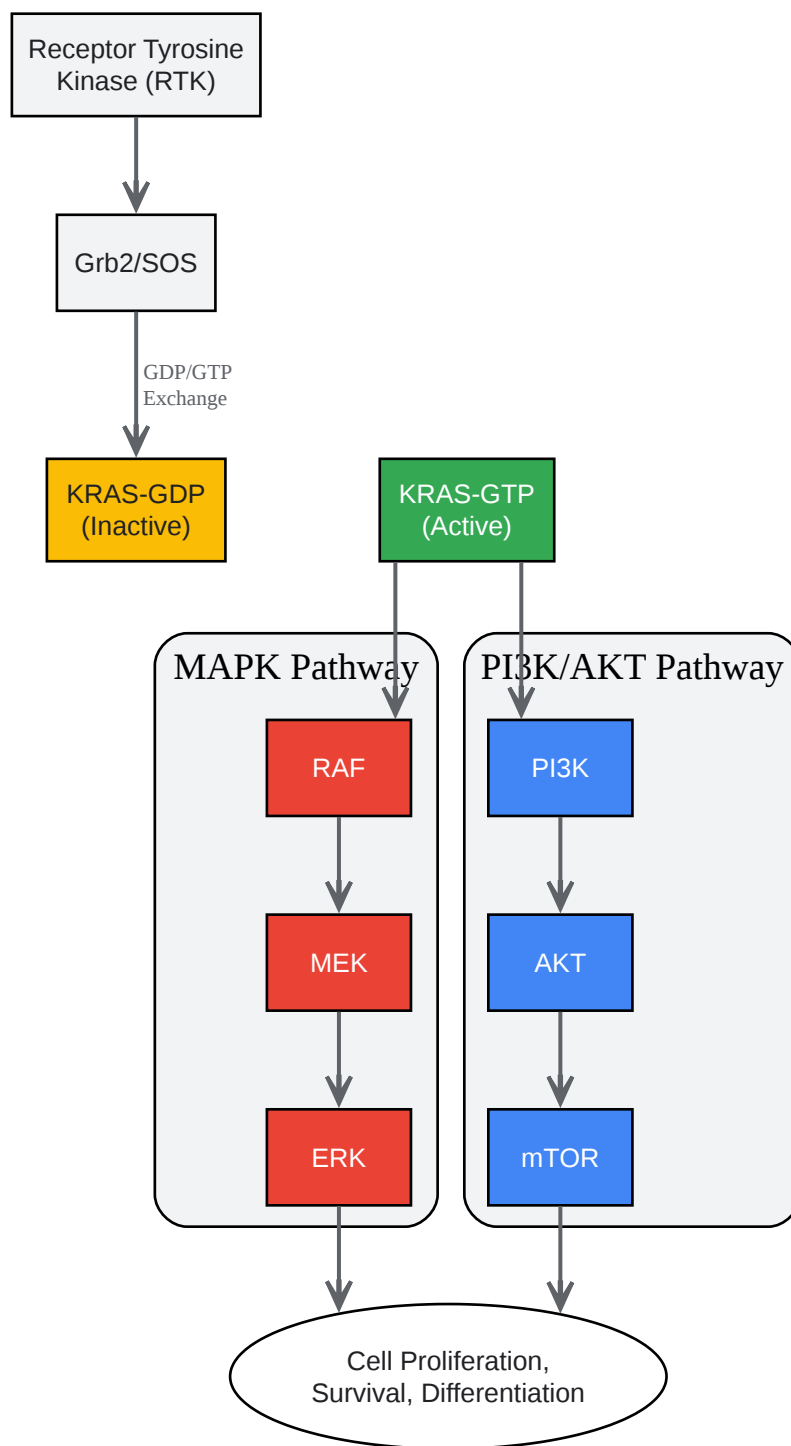 Receptor Tyrosine
Kinase (RTK)
Grb2/SOS
GDP/GTP
Exchange
KRAS-GDP
(Inactive)
KRAS-GTP
(Active)
MAPK Pathway
PI3K/AKT Pathway
RAF
PI3K
MEK
AKT
ERK
mTOR
Cell Proliferation,
Survival, Differentiation